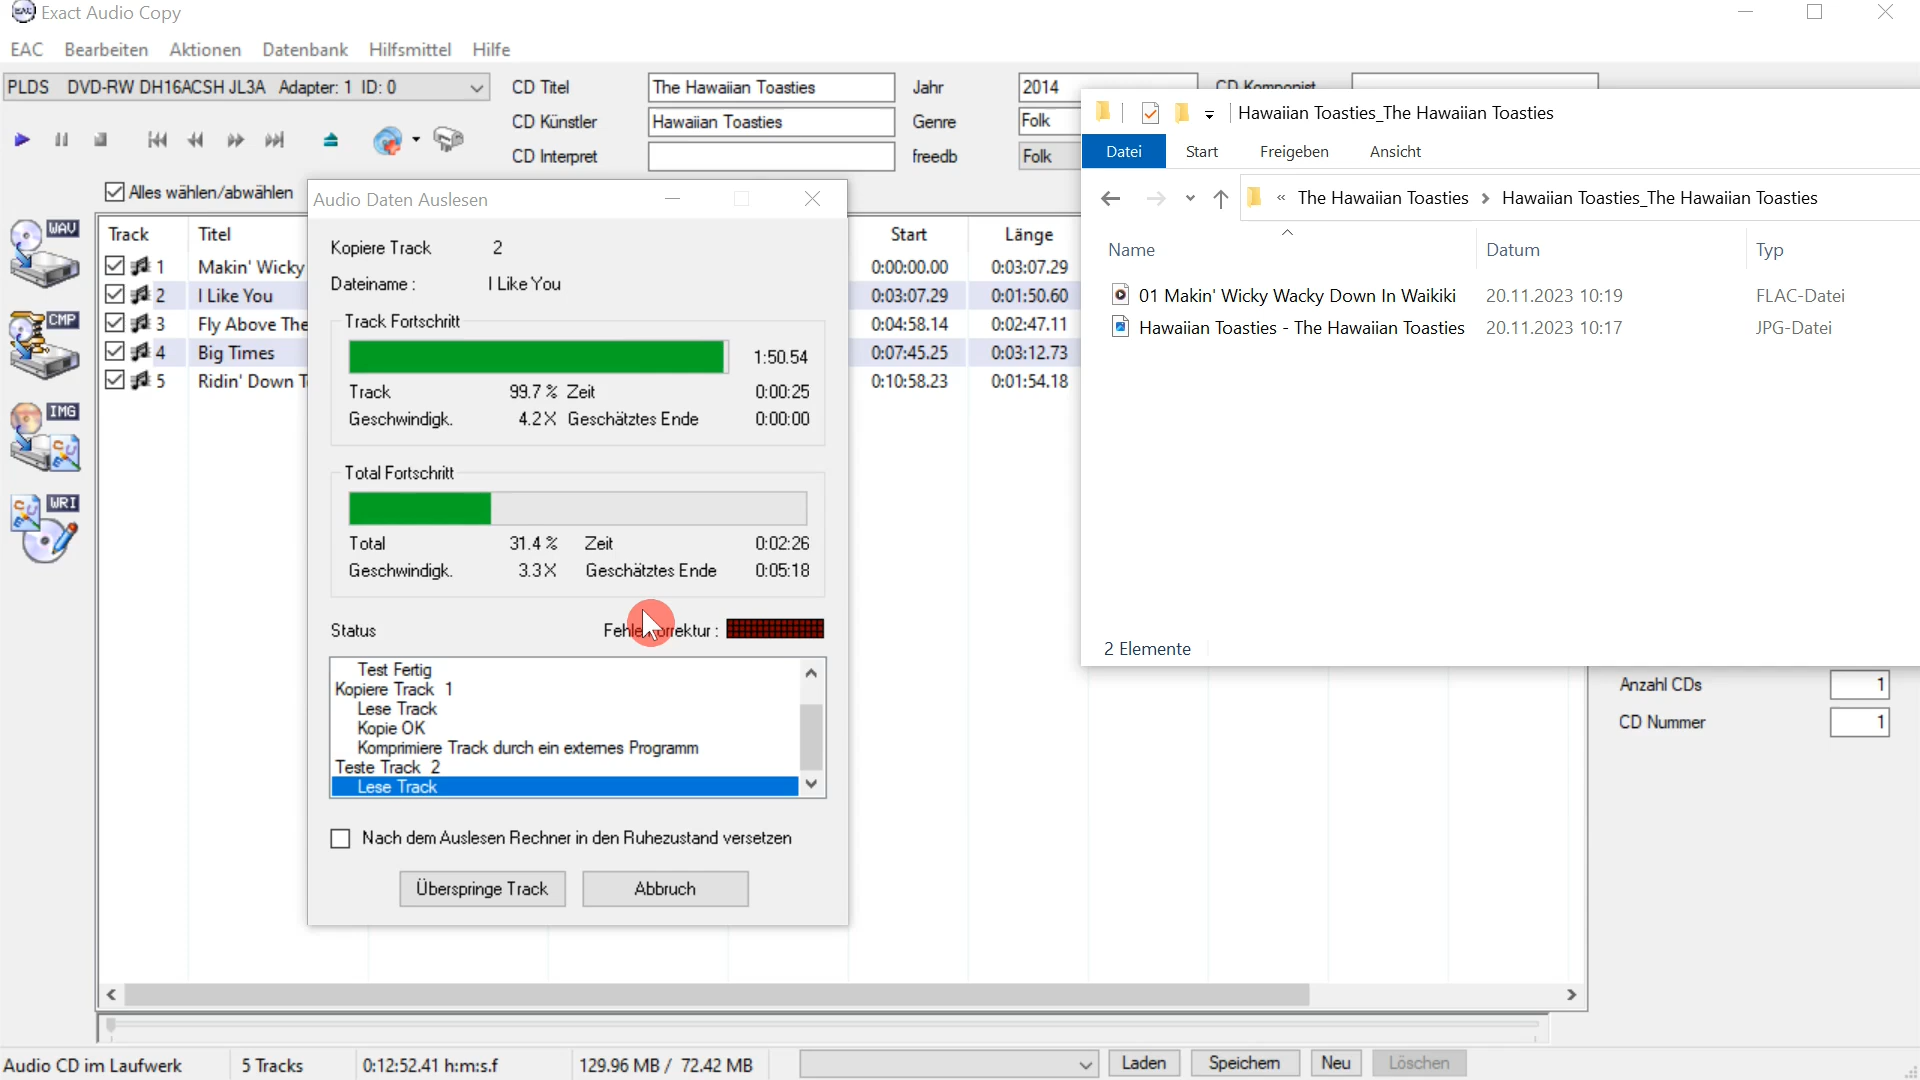 EAC Exact Audio Copy
EAC Bearbeiten Aktionen Datenbank Hilfsmittel Hilfe
PLDS DVD-RW DH16ACSH JL3A Adapter: 1 ID: 0
CD Titel The Hawaiian Toasties Jahr 2014 CD Komponist
CD Künstler Hawaiian Toasties Genre Folk
CD Interpret freedb Folk
Alles wählen/abwählen
WAV
CMP
IMG
WRI
Track Titel Start Länge
1 Makin' Wicky 0:00:00.00 0:03:07.29
2 I Like You 0:03:07.29 0:01:50.60
3 Fly Above The 0:04:58.14 0:02:47.11
4 Big Times 0:07:45.25 0:03:12.73
5 Ridin' Down T 0:10:58.23 0:01:54.18
Audio Daten Auslesen
Kopiere Track 2
Dateiname : I Like You
Track Fortschritt
1:50.54
Track 99.7 % Zeit 0:00:25
Geschwindigk. 4.2X Geschätztes Ende 0:00:00
Total Fortschritt
Total 31.4 % Zeit 0:02:26
Geschwindigk. 3.3X Geschätztes Ende 0:05:18
Status Fehlerkorrektur :
Test Fertig
Kopiere Track 1
Lese Track
Kopie OK
Komprimiere Track durch ein externes Programm
Teste Track 2
Lese Track
Nach dem Auslesen Rechner in den Ruhezustand versetzen
Überspringe Track Abbruch
Hawaiian Toasties_The Hawaiian Toasties
Datei Start Freigeben Ansicht
« The Hawaiian Toasties > Hawaiian Toasties_The Hawaiian Toasties
Name Datum Typ
01 Makin' Wicky Wacky Down In Waikiki 20.11.2023 10:19 FLAC-Datei
Hawaiian Toasties - The Hawaiian Toasties 20.11.2023 10:17 JPG-Datei
2 Elemente
Anzahl CDs 1
CD Nummer 1
Audio CD im Laufwerk 5 Tracks 0:12:52.41 h:m:s.f 129.96 MB / 72.42 MB Laden Speichern Neu Löschen